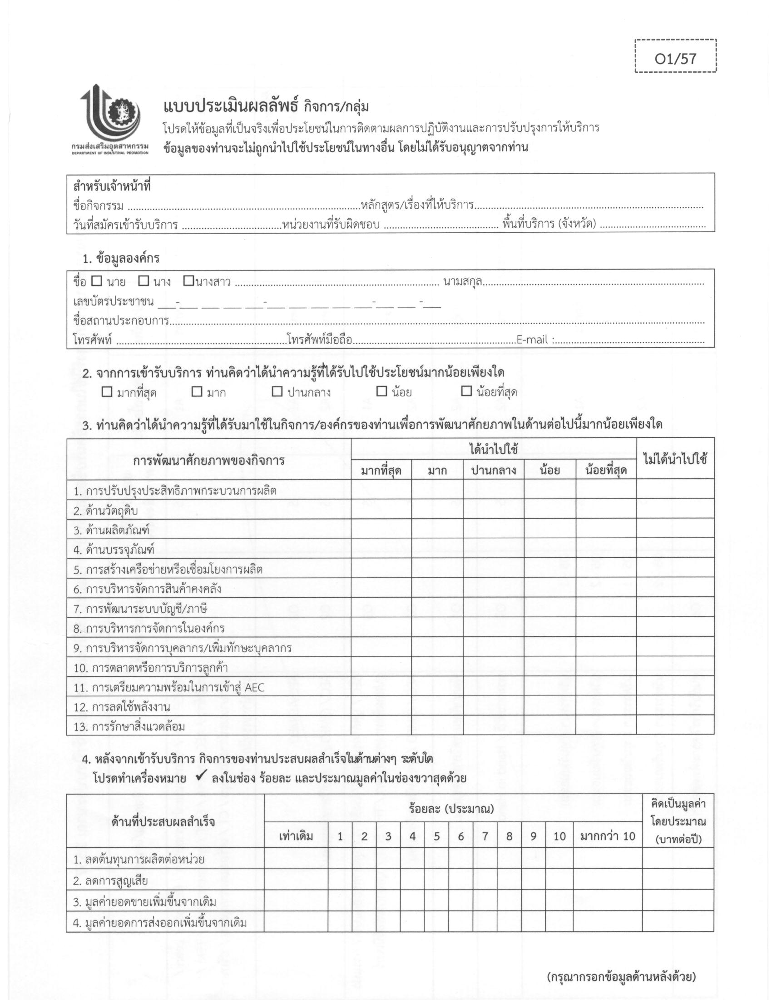 O1/57
กรมส่งเสริมอุตสาหกรรม
DEPARTMENT OF INDUSTRIAL PROMOTION
แบบประเมินผลลัพธ์ กิจการ/กลุ่ม
โปรดให้ข้อมูลที่เป็นจริงเพื่อประโยชน์ในการติดตามผลการปฏิบัติงานและการปรับปรุงการให้บริการ
ข้อมูลของท่านจะไม่ถูกนำไปใช้ประโยชน์ในทางอื่น โดยไม่ได้รับอนุญาตจากท่าน
สำหรับเจ้าหน้าที่
ชื่อกิจกรรม ........................ หลักสูตร/เรื่องที่ให้บริการ........................
วันที่สมัครเข้ารับบริการ ........................ หน่วยงานที่รับผิดชอบ ........................ พื้นที่บริการ (จังหวัด) ........................
1. ข้อมูลองค์กร
ชื่อ ☐ นาย ☐ นาง ☐นางสาว ........................ นามสกุล........................
เลขบัตรประชาชน __-__ __ __ __-__ __ __ __ __-__ __ -__
ชื่อสถานประกอบการ........................
โทรศัพท์ ........................โทรศัพท์มือถือ........................E-mail :........................
2. จากการเข้ารับบริการ ท่านคิดว่าได้นำความรู้ที่ได้รับไปใช้ประโยชน์มากน้อยเพียงใด
☐ มากที่สุด ☐ มาก ☐ ปานกลาง ☐ น้อย ☐ น้อยที่สุด
3. ท่านคิดว่าได้นำความรู้ที่ได้รับมาใช้ในกิจการ/องค์กรของท่านเพื่อการพัฒนาศักยภาพในด้านต่อไปนี้มากน้อยเพียงใด
การพัฒนาศักยภาพของกิจการ ได้นำไปใช้ ไม่ได้นำไปใช้
มากที่สุด มาก ปานกลาง น้อย น้อยที่สุด
1. การปรับปรุงประสิทธิภาพกระบวนการผลิต
2. ด้านวัตถุดิบ
3. ด้านผลิตภัณฑ์
4. ด้านบรรจุภัณฑ์
5. การสร้างเครือข่ายหรือเชื่อมโยงการผลิต
6. การบริหารจัดการสินค้าคงคลัง
7. การพัฒนาระบบบัญชี/ภาษี
8. การบริหารการจัดการในองค์กร
9. การบริหารจัดการบุคลากร/เพิ่มทักษะบุคลากร
10. การตลาดหรือการบริการลูกค้า
11. การเตรียมความพร้อมในการเข้าสู่ AEC
12. การลดใช้พลังงาน
13. การรักษาสิ่งแวดล้อม
4. หลังจากเข้ารับบริการ กิจการของท่านประสบผลสำเร็จในด้านต่างๆ ระดับใด
โปรดทำเครื่องหมาย ✓ ลงในช่อง ร้อยละ และประมาณมูลค่าในช่องขวาสุดด้วย
ด้านที่ประสบผลสำเร็จ ร้อยละ (ประมาณ) คิดเป็นมูลค่า
โดยประมาณ
(บาทต่อปี)
เท่าเดิม 1 2 3 4 5 6 7 8 9 10 มากกว่า 10
1. ลดต้นทุนการผลิตต่อหน่วย
2. ลดการสูญเสีย
3. มูลค่ายอดขายเพิ่มขึ้นจากเดิม
4. มูลค่ายอดการส่งออกเพิ่มขึ้นจากเดิม
(กรุณากรอกข้อมูลด้านหลังด้วย)